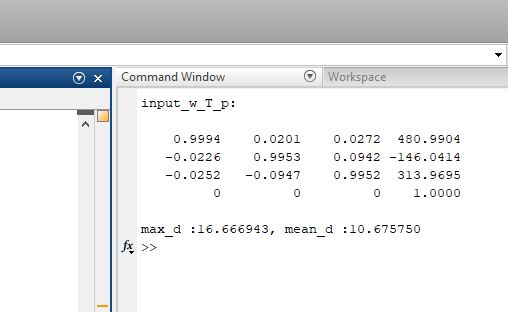 Command Window
Workspace
input_w_T_p:
0.9994 0.0201 0.0272 480.9904
-0.0226 0.9953 0.0942 -146.0414
-0.0252 -0.0947 0.9952 313.9695
0 0 0 1.0000
max_d :16.666943, mean_d :10.675750
fx >>